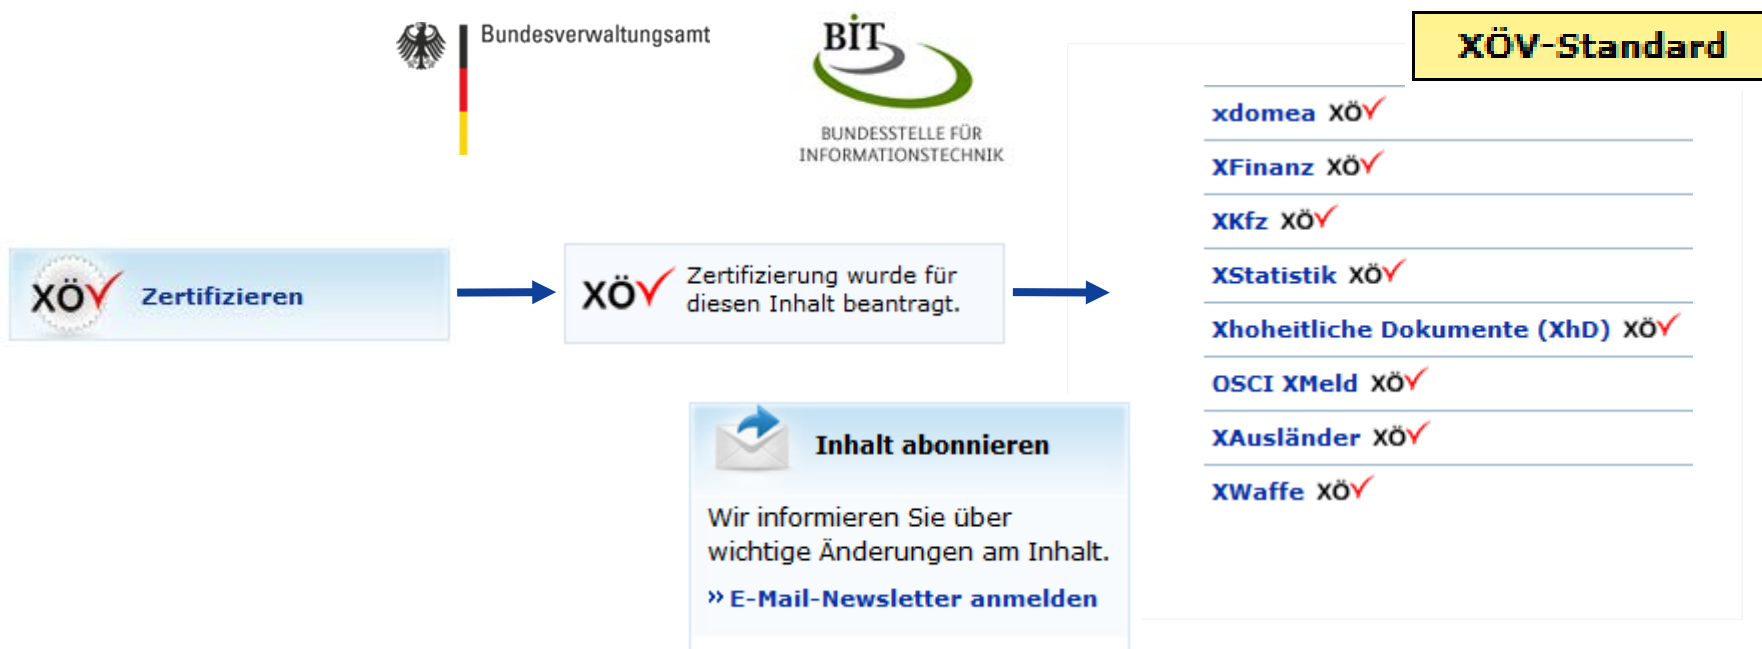 Bundesverwaltungsamt
BIT
BUNDESSTELLE FÜR
INFORMATIONSTECHNIK
XÖV-Standard
XÖV Zertifizieren
XÖV Zertifizierung wurde für
diesen Inhalt beantragt.
xdomea XÖV
XFinanz XÖV
XKfz XÖV
XStatistik XÖV
Xhoheitliche Dokumente (XhD) XÖV
OSCI XMeld XÖV
XAusländer XÖV
XWaffe XÖV
Inhalt abonnieren
Wir informieren Sie über
wichtige Änderungen am Inhalt.
» E-Mail-Newsletter anmelden